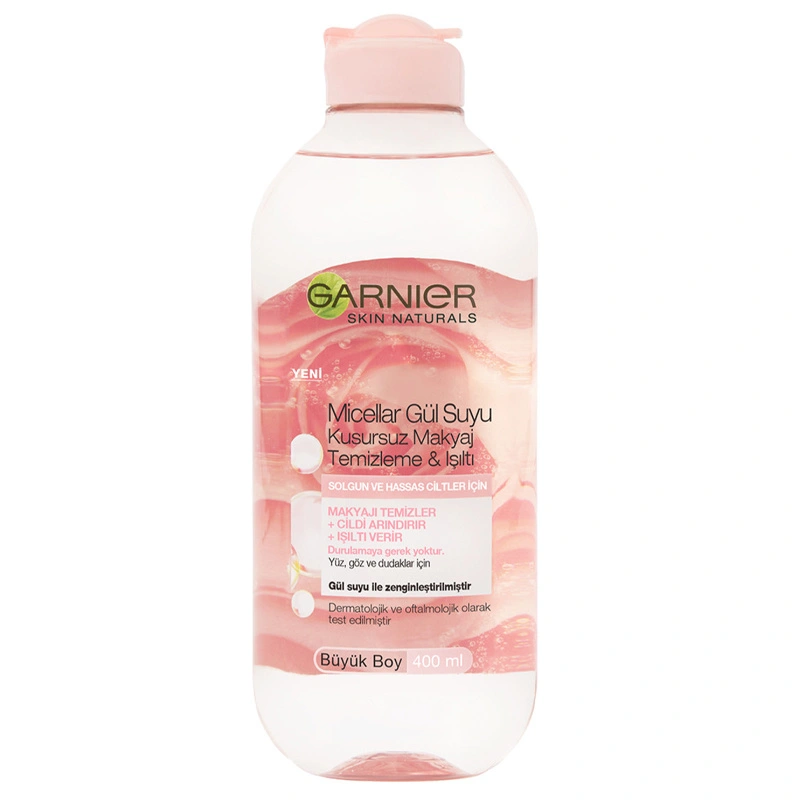 GARNIER
SKIN NATURALS
YENİ
Micellar Gül Suyu
Kusursuz Makyaj
Temizleme & Işıltı
SOLGUN VE HASSAS CİLTLER İÇİN
MAKYAJI TEMİZLER
+ CİLDİ ARINDIRIR
+ IŞILTI VERİR
Durulamaya gerek yoktur.
Yüz, göz ve dudaklar için
Gül suyu ile zenginleştirilmiştir
Dermatolojik ve oftalmolojik olarak
test edilmiştir
Büyük Boy 400 ml